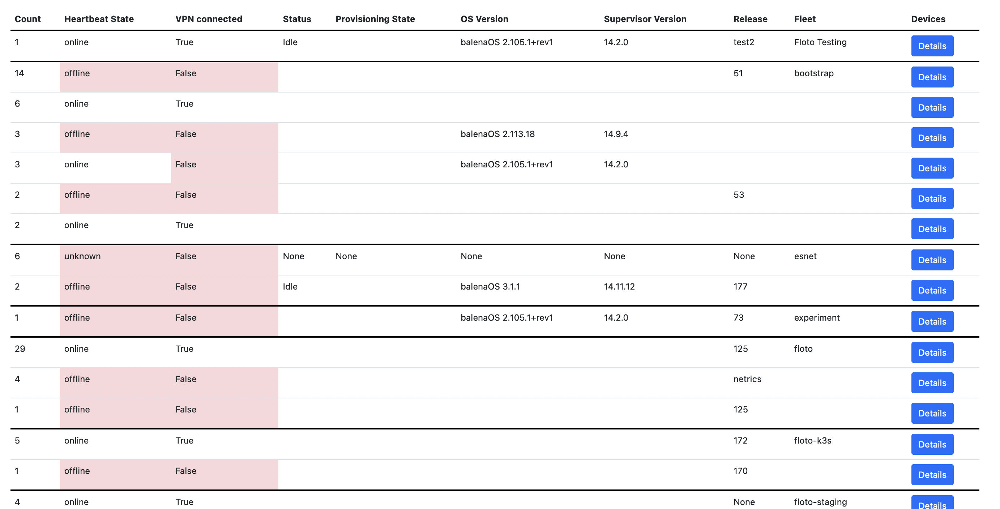 Count Heartbeat State VPN connected Status Provisioning State OS Version Supervisor Version Release Fleet Devices
1 online True Idle balenaOS 2.105.1+rev1 14.2.0 test2 Floto Testing Details
14 offline False 51 bootstrap Details
6 online True Details
3 offline False balenaOS 2.113.18 14.9.4 Details
3 online False balenaOS 2.105.1+rev1 14.2.0 Details
2 offline False 53 Details
2 online True Details
6 unknown False None None None None None esnet Details
2 offline False Idle balenaOS 3.1.1 14.11.12 177 Details
1 offline False balenaOS 2.105.1+rev1 14.2.0 73 experiment Details
29 online True 125 floto Details
4 offline False netrics Details
1 offline False 125 Details
5 online True 172 floto-k3s Details
1 offline False 170 Details
4 online True None floto-staging Details